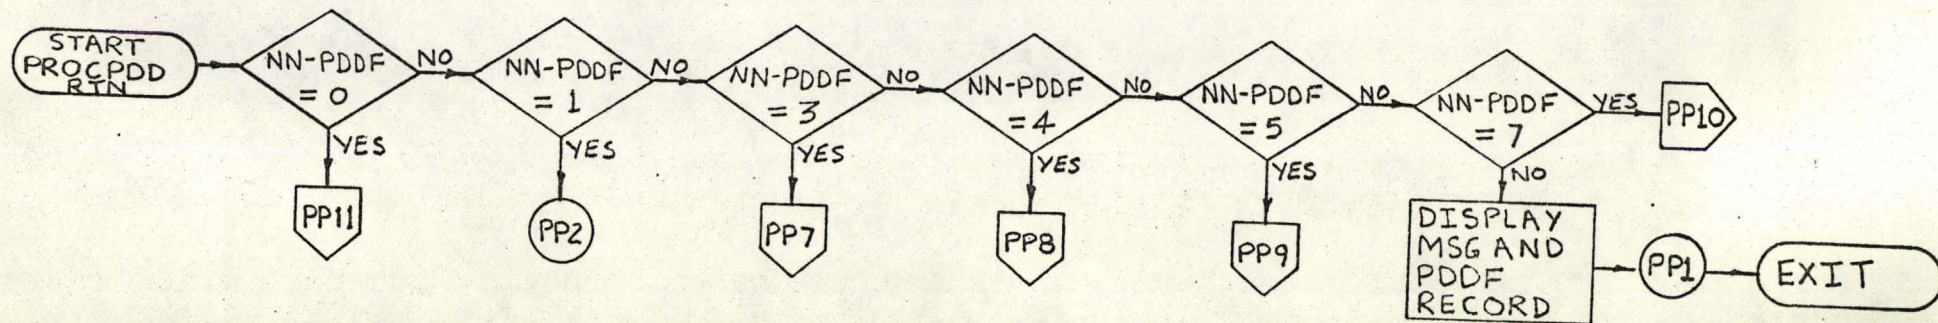 START
PROCPDD
RTN
NN-PDDF
= 0
NO
YES
PP11
NN-PDDF
= 1
NO
YES
PP2
NN-PDDF
= 3
NO
YES
PP7
NN-PDDF
= 4
NO
YES
PP8
NN-PDDF
= 5
NO
YES
PP9
NN-PDDF
= 7
YES
PP10
NO
DISPLAY
MSG AND
PDDF
RECORD
PP1
EXIT